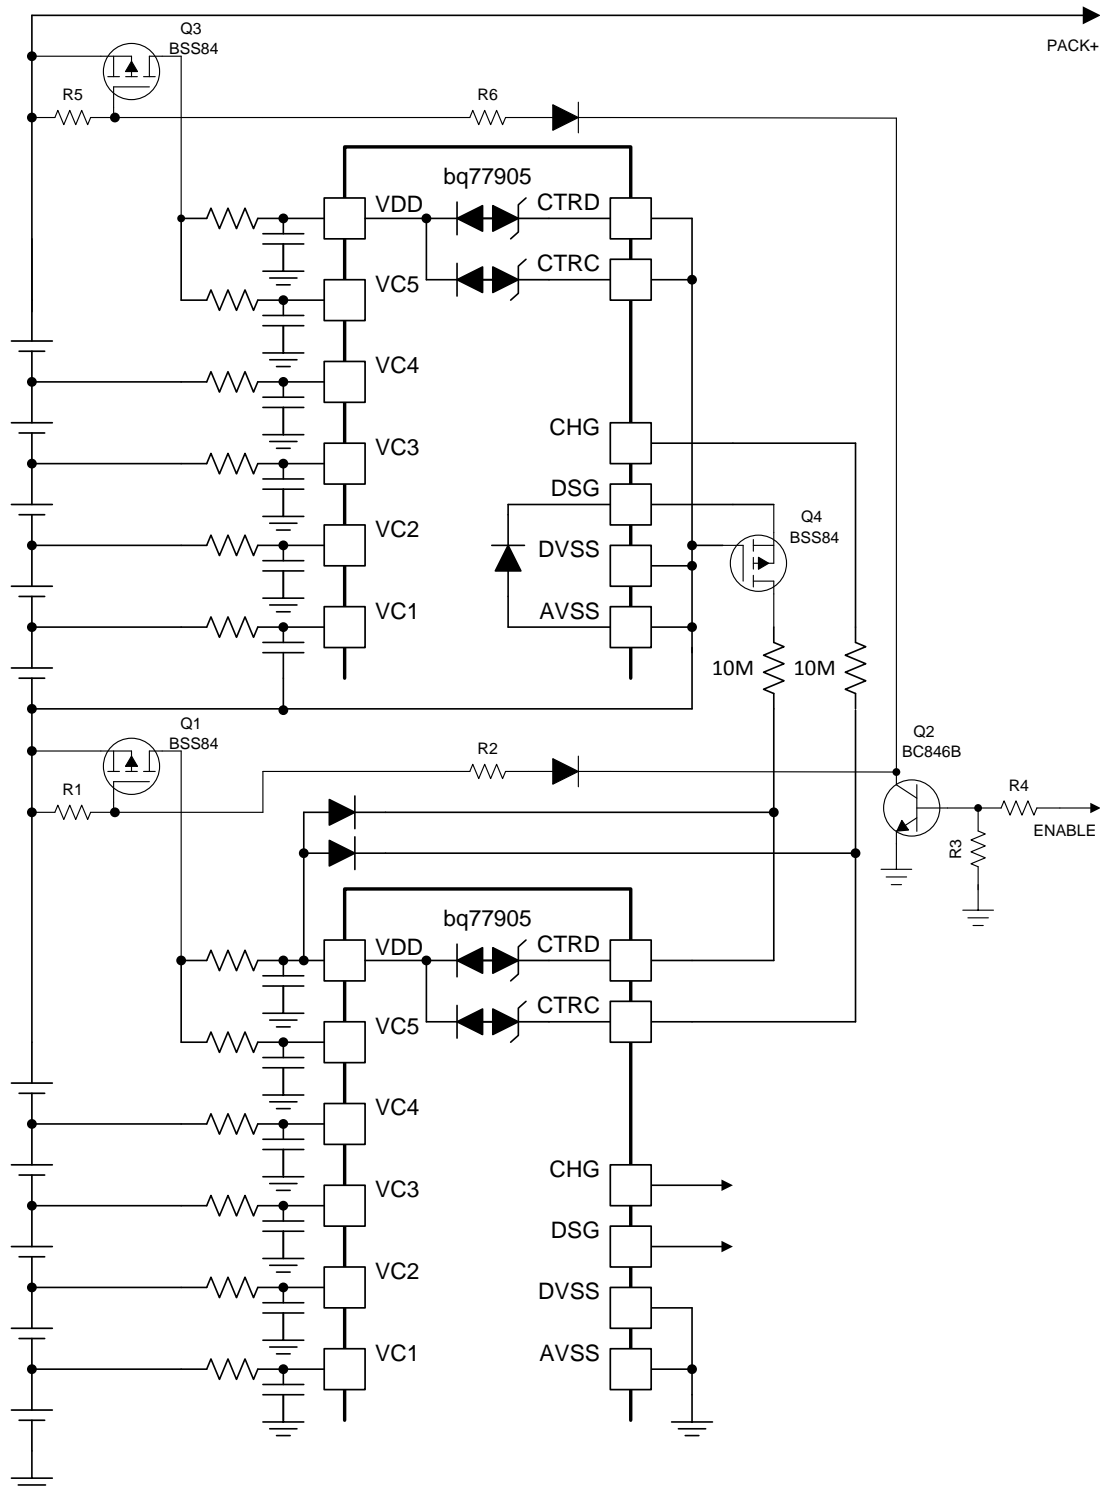 Q3
BSS84
PACK+
R5
R6
bq77905
VDD
CTRD
CTRC
VC5
VC4
CHG
VC3
DSG
Q4
BSS84
VC2
DVSS
VC1
AVSS
10M
10M
Q1
BSS84
Q2
BC846B
R2
R1
R4
ENABLE
R3
bq77905
VDD
CTRD
CTRC
VC5
VC4
CHG
VC3
DSG
VC2
DVSS
VC1
AVSS